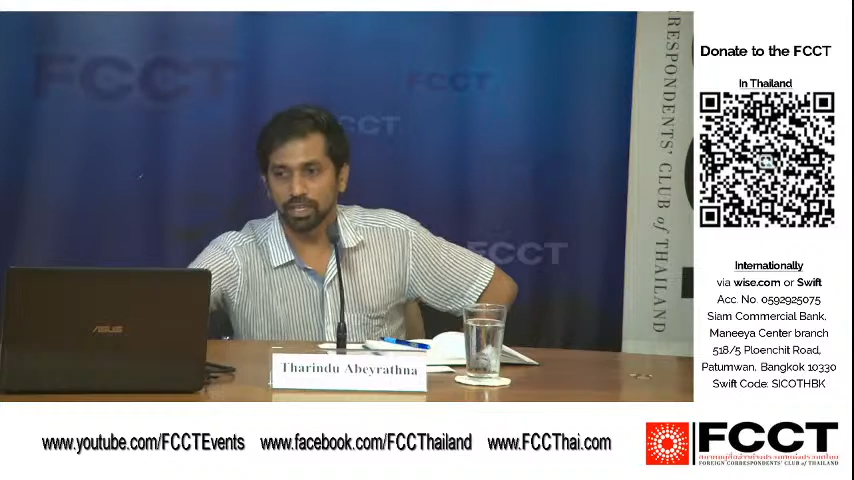 FCCT
FCCT
FCCT
FCCT
RRESPONDENTS' CLUB of THAILAND
ASUS
Tharindu Abeyrathna
Donate to the FCCT
In Thailand
Internationally
via wise.com or Swift
Acc. No. 0592925075
Siam Commercial Bank,
Maneeya Center branch
518/5 Ploenchit Road,
Patumwan, Bangkok 10330
Swift Code: SICOTHBK
www.youtube.com/FCCTEvents www.facebook.com/FCCThailand www.FCCThai.com
FCCT
FOREIGN CORRESPONDENTS' CLUB of THAILAND